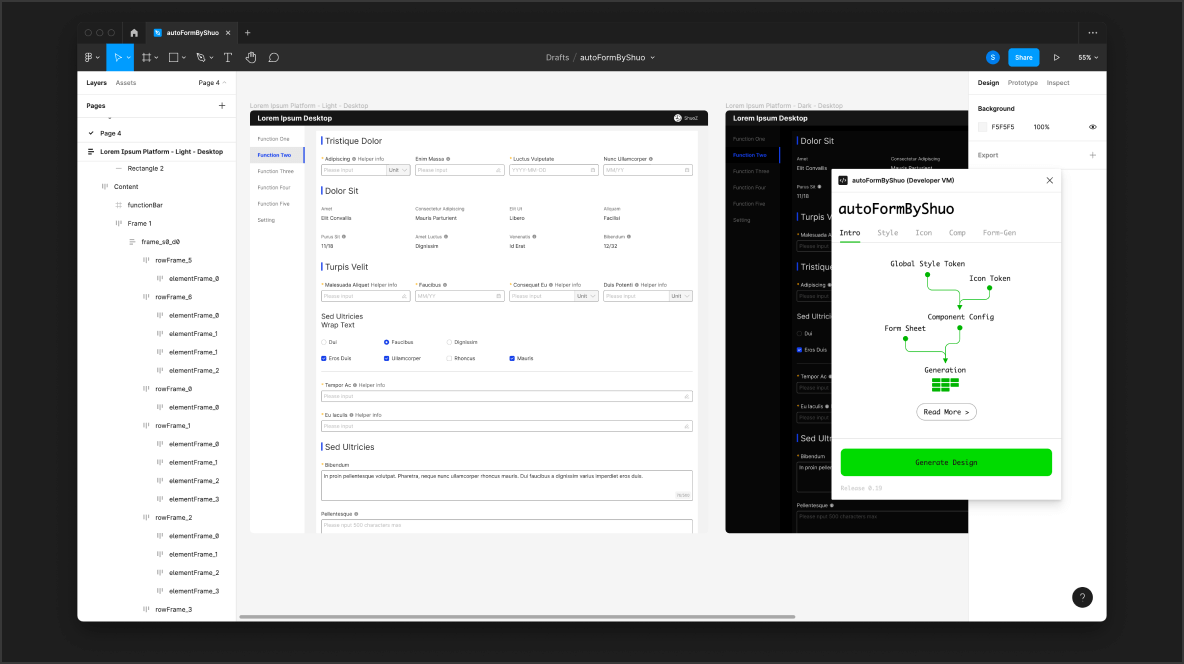 autoFormByShuo
Drafts / autoFormByShuo
S
Share
55%
Layers Assets Page 4
Pages
Page 4
Lorem Ipsum Platform - Light - Desktop
Rectangle 2
Content
functionBar
Frame 1
frame_s0_d0
rowFrame_5
elementFrame_0
rowFrame_6
elementFrame_0
elementFrame_1
elementFrame_1
elementFrame_2
rowFrame_0
elementFrame_0
rowFrame_1
elementFrame_0
elementFrame_1
elementFrame_2
elementFrame_3
rowFrame_2
elementFrame_0
elementFrame_1
elementFrame_2
elementFrame_3
rowFrame_3
Lorem Ipsum Platform - Light - Desktop
Lorem Ipsum Desktop
ShuoZ
Function One
Function Two
Function Three
Function Four
Function Five
Setting
Tristique Dolor
* Adipiscing Helper info Enim Massa * Luctus Vulputate Nunc Ullamcorper
Please input Unit Please input YYYY-MM-DD MM/YY
Dolor Sit
Amet Consectetur Adipiscing Elit Ut Aliquam
Elit Convallis Mauris Parturient Libero Facilisi
Purus Sit Amet Luctus Venenatis Bibendum
11/18 Dignissim Id Erat 12/32
Turpis Velit
* Malesuada Aliquet Helper info * Faucibus * Consequat Eu Helper info Duis Potenti Helper info
Please input MM/YY Please input Unit Please input Unit
Sed Ultricies
Wrap Text
Dui Faucibus Dignissim
Eros Duis Ullamcorper Rhoncus Mauris
* Tempor Ac Helper info
Please input
* Eu Iaculis Helper info
Please input
Sed Ultricies
* Bibendum
In proin pellentesque volutpat. Pharetra, neque nunc ullamcorper rhoncus mauris. Dui faucibus a dignissim varius imperdiet eros duis.
Pellentesque
Please input 500 characters max
Lorem Ipsum Platform - Dark - Desktop
Lorem Ipsum Desktop
Function One
Function Two
Function Three
Function Four
Function Five
Setting
Dolor Sit
Amet Consectetur Adipiscing
Elit Convallis Mauris Parturient
Purus Sit
11/18
Turpis V
* Malesuada A
Please input
Tristique
* Adipiscing
Please input
Sed Ultrici
Dui
Eros Duis
* Tempor Ac
Please input
* Eu Iaculis
Please input
Sed Ult
* Bibendum
In proin pelle
Pellentesque
Please input 500 characters max
Design Prototype Inspect
Background
F5F5F5 100%
Export
autoFormByShuo (Developer VM)
autoFormByShuo
Intro Style Icon Comp Form-Gen
Global Style Token
Icon Token
Component Config
Form Sheet
Generation
Read More >
Generate Design
Release 0.19
?